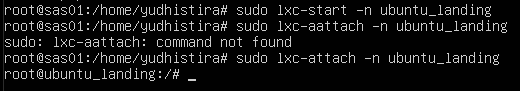 root@sas01:/home/yudhistira# sudo lxc-start -n ubuntu_landing
root@sas01:/home/yudhistira# sudo lxc-aattach -n ubuntu_landing
sudo: lxc-aattach: command not found
root@sas01:/home/yudhistira# sudo lxc-attach -n ubuntu_landing
root@ubuntu_landing:/# _